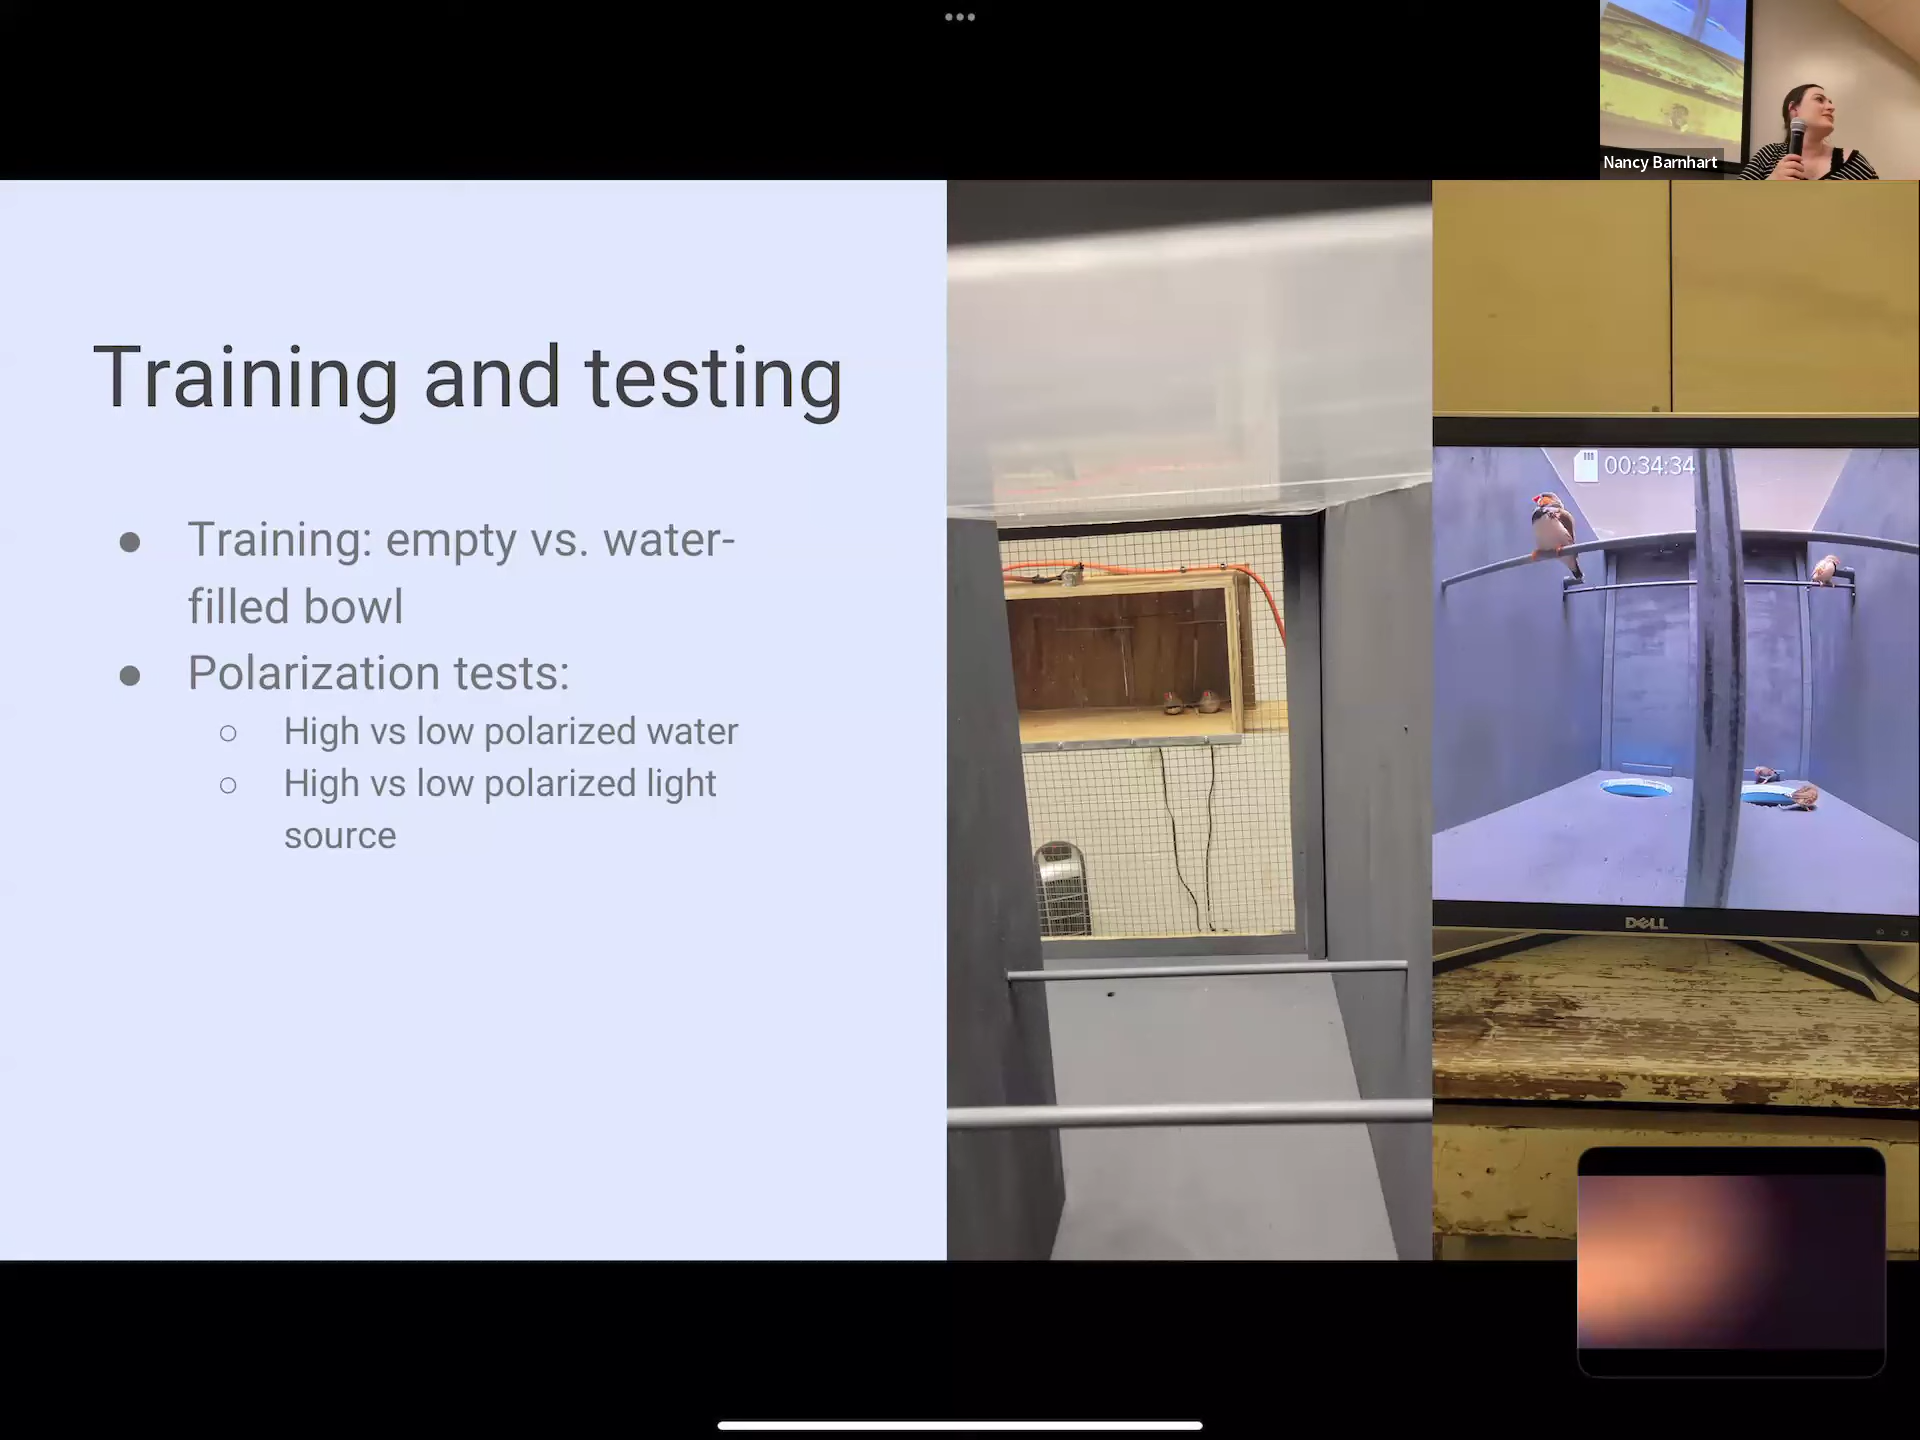 Nancy Barnhart
Training and testing
● Training: empty vs. water-
filled bowl
● Polarization tests:
○ High vs low polarized water
○ High vs low polarized light
source
00:34:34
DELL